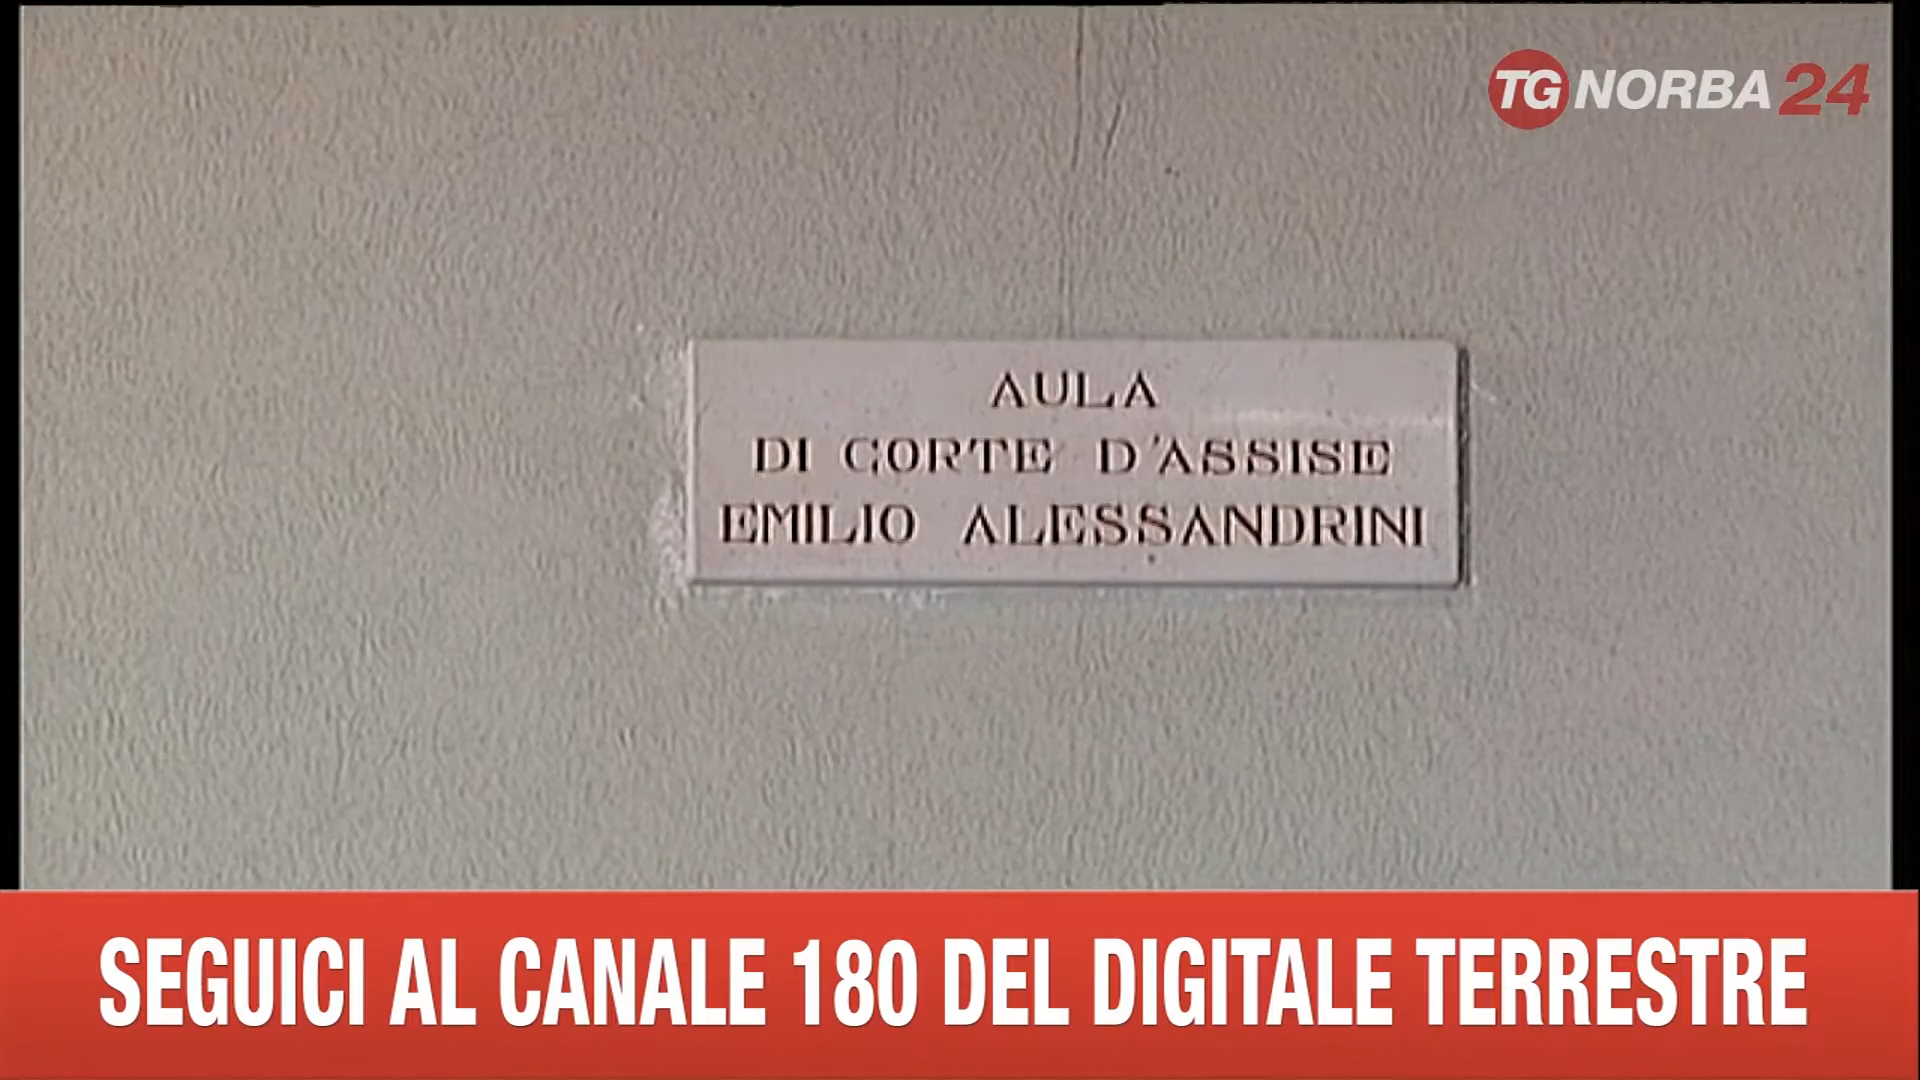 TG NORBA 24
AULA
DI CORTE D'ASSISE
EMILIO ALESSANDRINI
SEGUICI AL CANALE 180 DEL DIGITALE TERRESTRE